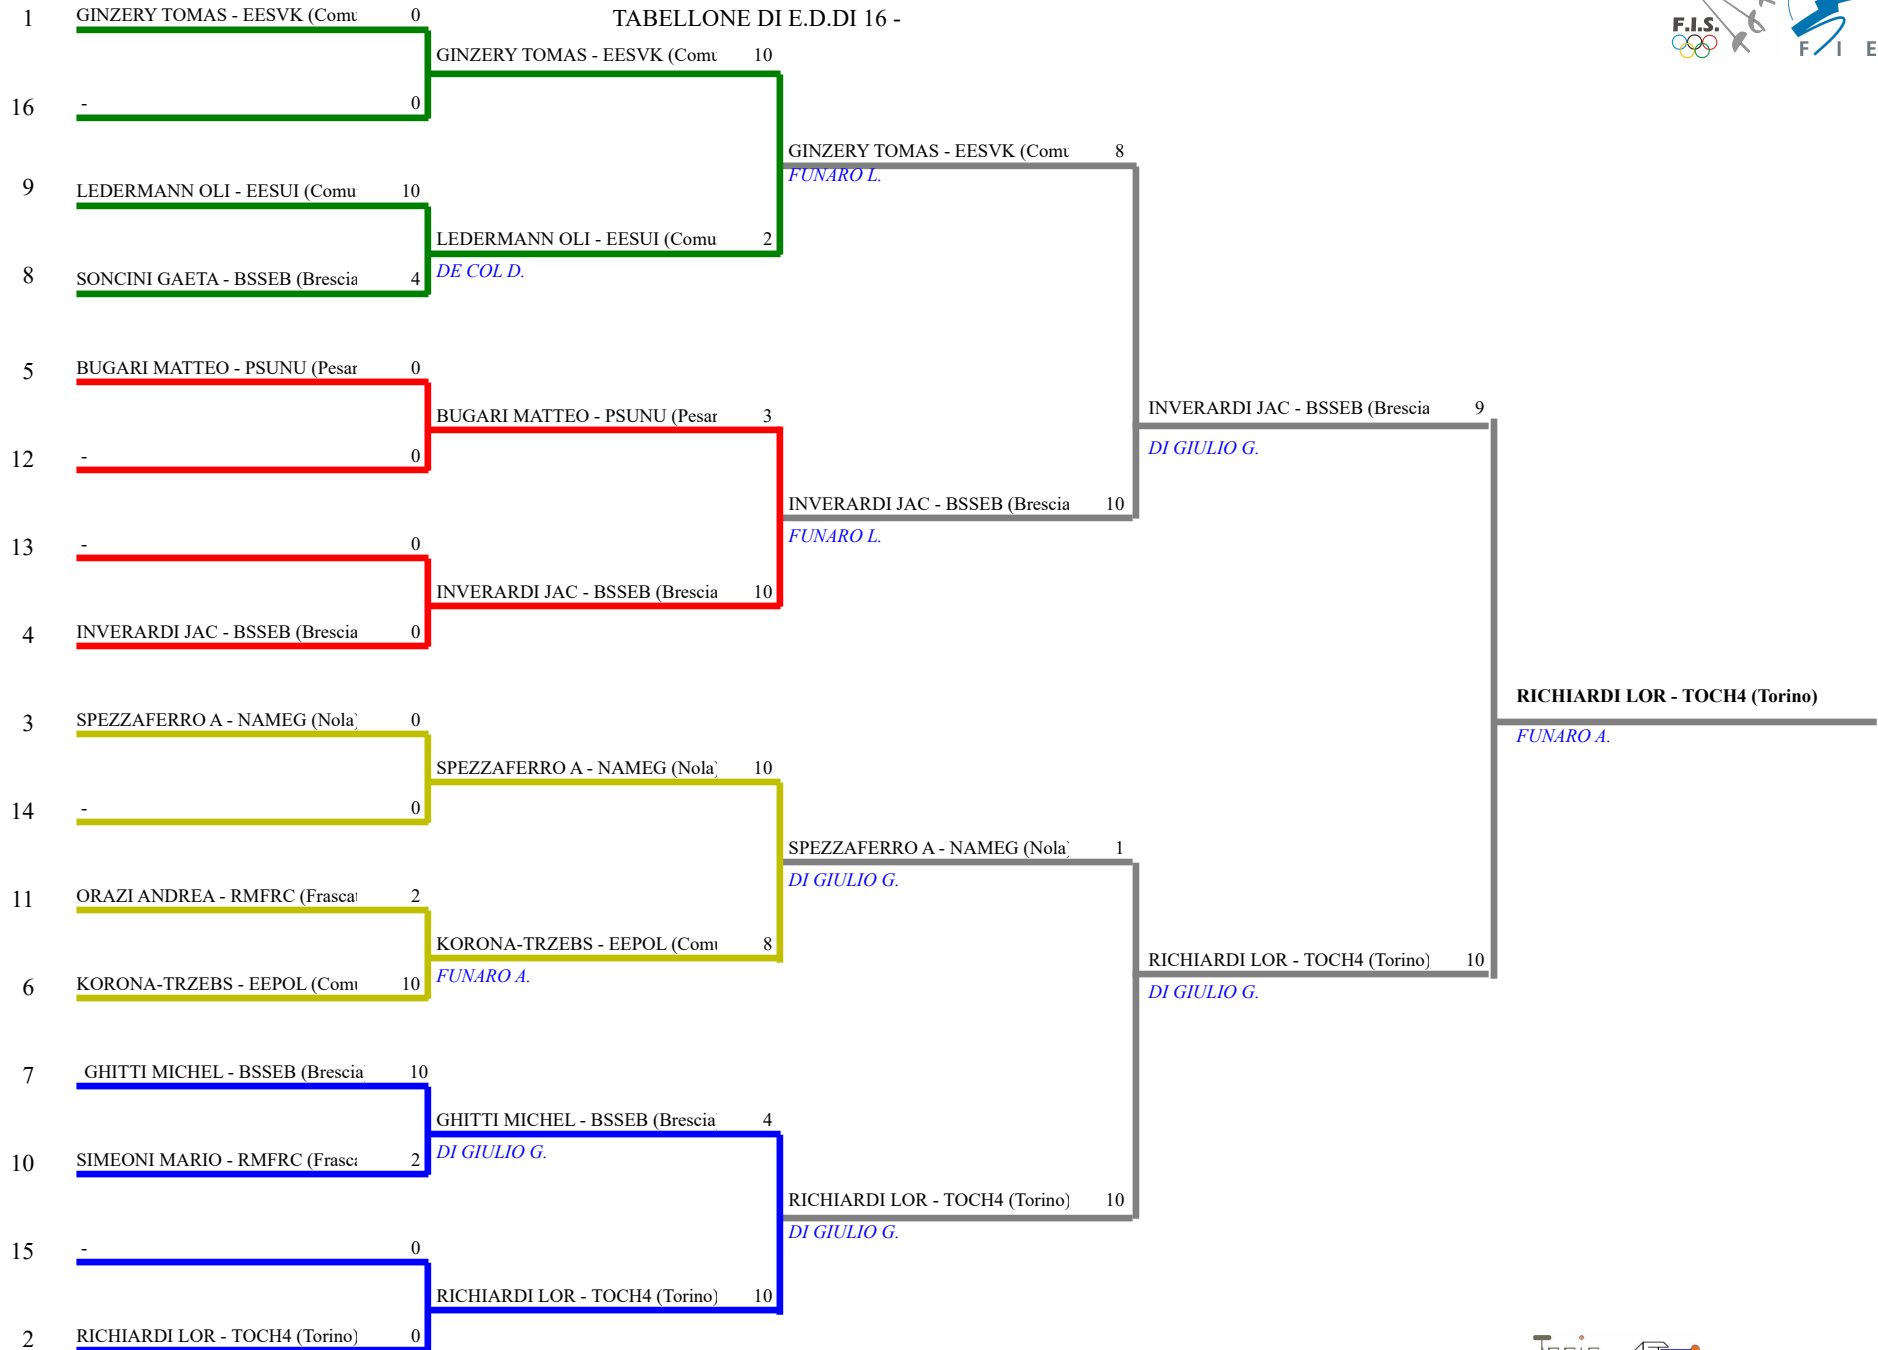 TABELLONE DI E.D.DI 16 -
F.I.S.
F I E
1 GINZERY TOMAS - EESVK (Comu 0
16 - 0
9 LEDERMANN OLI - EESUI (Comu 10
8 SONCINI GAETA - BSSEB (Brescia 4
5 BUGARI MATTEO - PSUNU (Pesar 0
12 - 0
13 - 0
4 INVERARDI JAC - BSSEB (Brescia 0
3 SPEZZAFERRO A - NAMEG (Nola) 0
14 - 0
11 ORAZI ANDREA - RMFRC (Frascat 2
6 KORONA-TRZEBS - EEPOL (Comu 10
7 GHITTI MICHEL - BSSEB (Brescia) 10
10 SIMEONI MARIO - RMFRC (Frasca 2
15 - 0
2 RICHIARDI LOR - TOCH4 (Torino) 0
GINZERY TOMAS - EESVK (Comu 10
LEDERMANN OLI - EESUI (Comu 2
DE COL D.
BUGARI MATTEO - PSUNU (Pesar 3
INVERARDI JAC - BSSEB (Brescia 10
SPEZZAFERRO A - NAMEG (Nola) 10
KORONA-TRZEBS - EEPOL (Comu 8
FUNARO A.
GHITTI MICHEL - BSSEB (Brescia) 4
DI GIULIO G.
RICHIARDI LOR - TOCH4 (Torino) 10
GINZERY TOMAS - EESVK (Comu 8
FUNARO L.
INVERARDI JAC - BSSEB (Brescia 10
FUNARO L.
SPEZZAFERRO A - NAMEG (Nola) 1
DI GIULIO G.
RICHIARDI LOR - TOCH4 (Torino) 10
DI GIULIO G.
INVERARDI JAC - BSSEB (Brescia 9
DI GIULIO G.
RICHIARDI LOR - TOCH4 (Torino) 10
DI GIULIO G.
RICHIARDI LOR - TOCH4 (Torino)
FUNARO A.